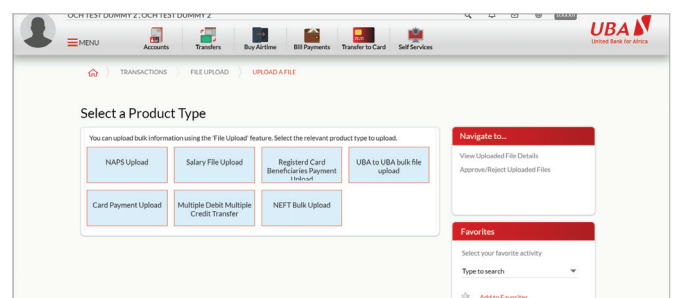 OCH TEST DUMMY 2 , OCH TEST DUMMY 2
MENU
Accounts
Transfers
Buy Airtime
Bill Payments
Transfer to Card
Self Services
UBA
United Bank for Africa
TRANSACTIONS
FILE UPLOAD
UPLOAD A FILE
Select a Product Type
You can upload bulk information using the 'File Upload' feature. Select the relevant product type to upload.
NAPS Upload
Salary File Upload
Registerd Card
Beneficiaries Payment
Upload
UBA to UBA bulk file
upload
Card Payment Upload
Multiple Debit Multiple
Credit Transfer
NEFT Bulk Upload
Navigate to...
View Uploaded File Details
Approve/Reject Uploaded Files
Favorites
Select your favorite activity
Type to search
Add to Favorites